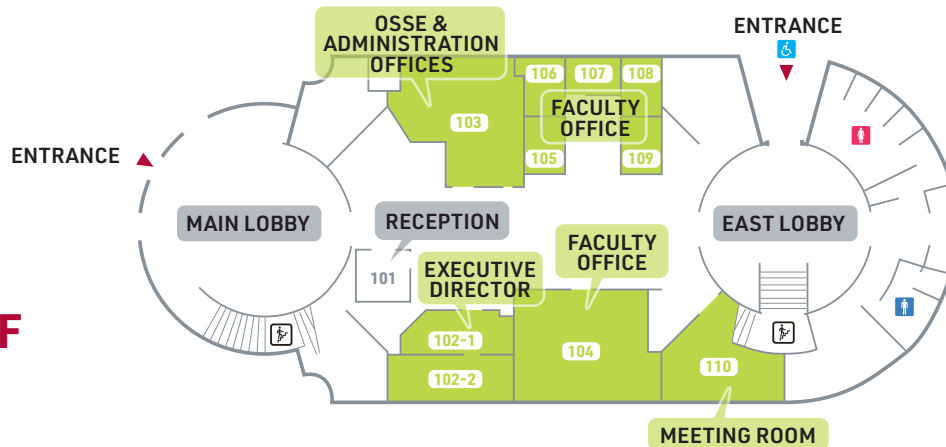 OSSE &
ADMINISTRATION
OFFICES
ENTRANCE
106
107
108
FACULTY
OFFICE
103
105
109
ENTRANCE
MAIN LOBBY
RECEPTION
EAST LOBBY
FACULTY
OFFICE
101
EXECUTIVE
DIRECTOR
F
102-1
104
110
102-2
MEETING ROOM